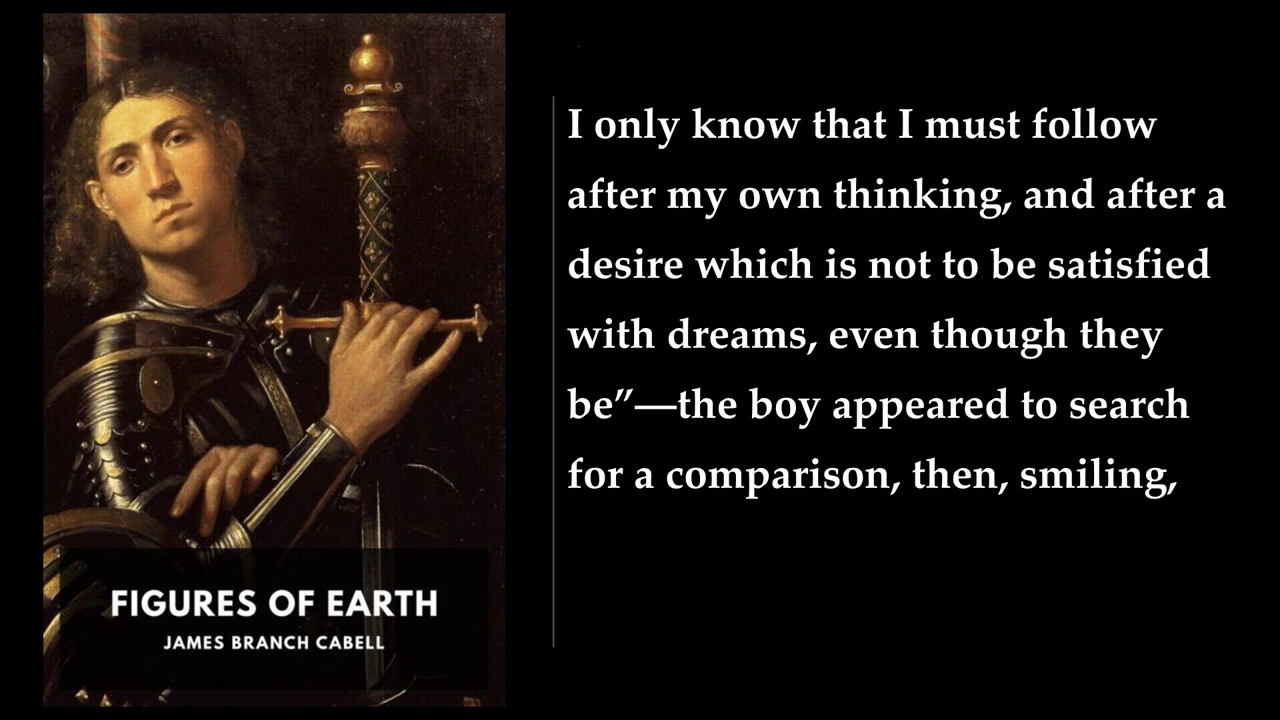 I only know that I must follow
after my own thinking, and after a
desire which is not to be satisfied
with dreams, even though they
be”—the boy appeared to search
for a comparison, then, smiling,
FIGURES OF EARTH
JAMES BRANCH CABELL